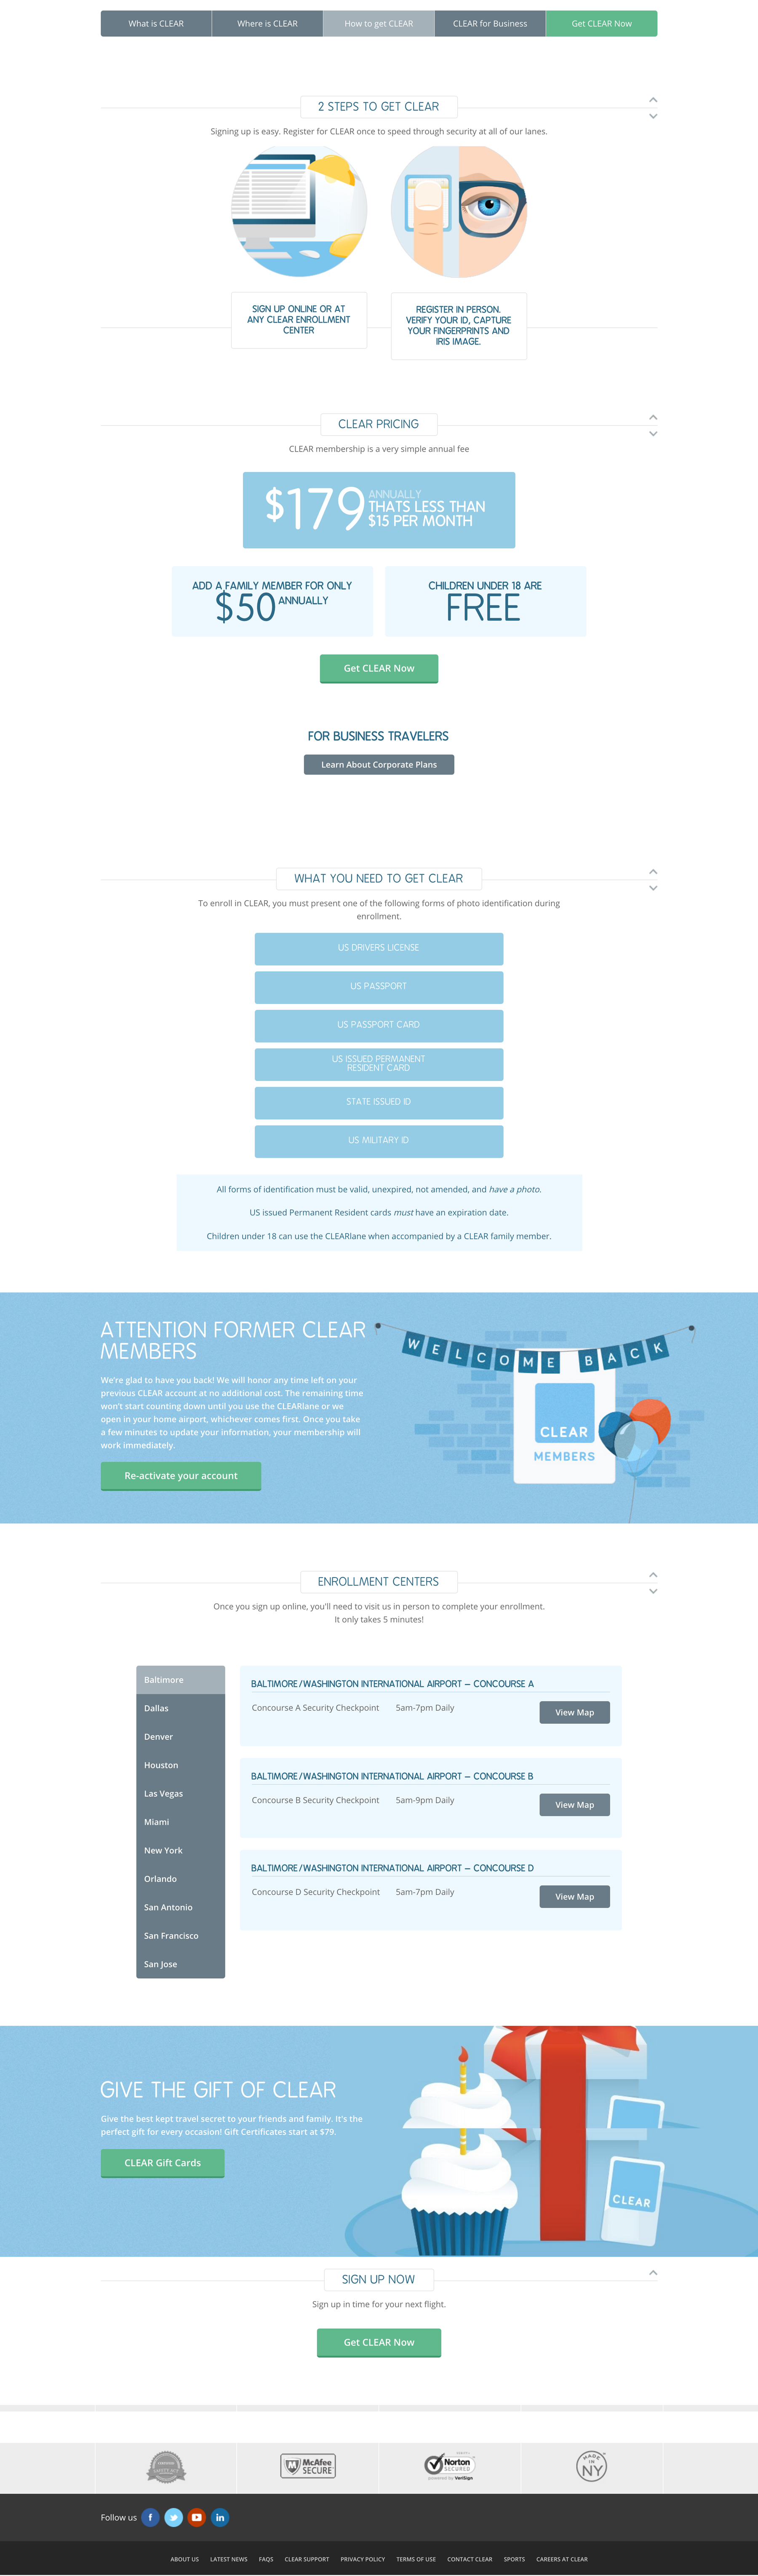 What is CLEAR
Where is CLEAR
How to get CLEAR
CLEAR for Business
Get CLEAR Now
2 STEPS TO GET CLEAR
Signing up is easy. Register for CLEAR once to speed through security at all of our lanes.
SIGN UP ONLINE OR AT
ANY CLEAR ENROLLMENT
CENTER
REGISTER IN PERSON.
VERIFY YOUR ID, CAPTURE
YOUR FINGERPRINTS AND
IRIS IMAGE.
CLEAR PRICING
CLEAR membership is a very simple annual fee
$179
ANNUALLY
THATS LESS THAN
$15 PER MONTH
ADD A FAMILY MEMBER FOR ONLY
$50 ANNUALLY
CHILDREN UNDER 18 ARE
FREE
Get CLEAR Now
FOR BUSINESS TRAVELERS
Learn About Corporate Plans
WHAT YOU NEED TO GET CLEAR
To enroll in CLEAR, you must present one of the following forms of photo identification during
enrollment.
US DRIVERS LICENSE
US PASSPORT
US PASSPORT CARD
US ISSUED PERMANENT
RESIDENT CARD
STATE ISSUED ID
US MILITARY ID
All forms of identification must be valid, unexpired, not amended, and have a photo.
US issued Permanent Resident cards must have an expiration date.
Children under 18 can use the CLEARlane when accompanied by a CLEAR family member.
ATTENTION FORMER CLEAR
MEMBERS
We're glad to have you back! We will honor any time left on your
previous CLEAR account at no additional cost. The remaining time
won't start counting down until you use the CLEARlane or we
open in your home airport, whichever comes first. Once you take
a few minutes to update your information, your membership will
work immediately.
Re-activate your account
WELCOME BACK
CLEAR
MEMBERS
ENROLLMENT CENTERS
Once you sign up online, you'll need to visit us in person to complete your enrollment.
It only takes 5 minutes!
Baltimore
Dallas
Denver
Houston
Las Vegas
Miami
New York
Orlando
San Antonio
San Francisco
San Jose
BALTIMORE/WASHINGTON INTERNATIONAL AIRPORT – CONCOURSE A
Concourse A Security Checkpoint 5am-7pm Daily
View Map
BALTIMORE/WASHINGTON INTERNATIONAL AIRPORT – CONCOURSE B
Concourse B Security Checkpoint 5am-9pm Daily
View Map
BALTIMORE/WASHINGTON INTERNATIONAL AIRPORT – CONCOURSE D
Concourse D Security Checkpoint 5am-7pm Daily
View Map
GIVE THE GIFT OF CLEAR
Give the best kept travel secret to your friends and family. It's the
perfect gift for every occasion! Gift Certificates start at $79.
CLEAR Gift Cards
CLEAR
SIGN UP NOW
Sign up in time for your next flight.
Get CLEAR Now
McAfee
SECURE
Norton
SECURED
powered by VeriSign
MADE
IN
NY
Follow us
ABOUT US
LATEST NEWS
FAQS
CLEAR SUPPORT
PRIVACY POLICY
TERMS OF USE
CONTACT CLEAR
SPORTS
CAREERS AT CLEAR